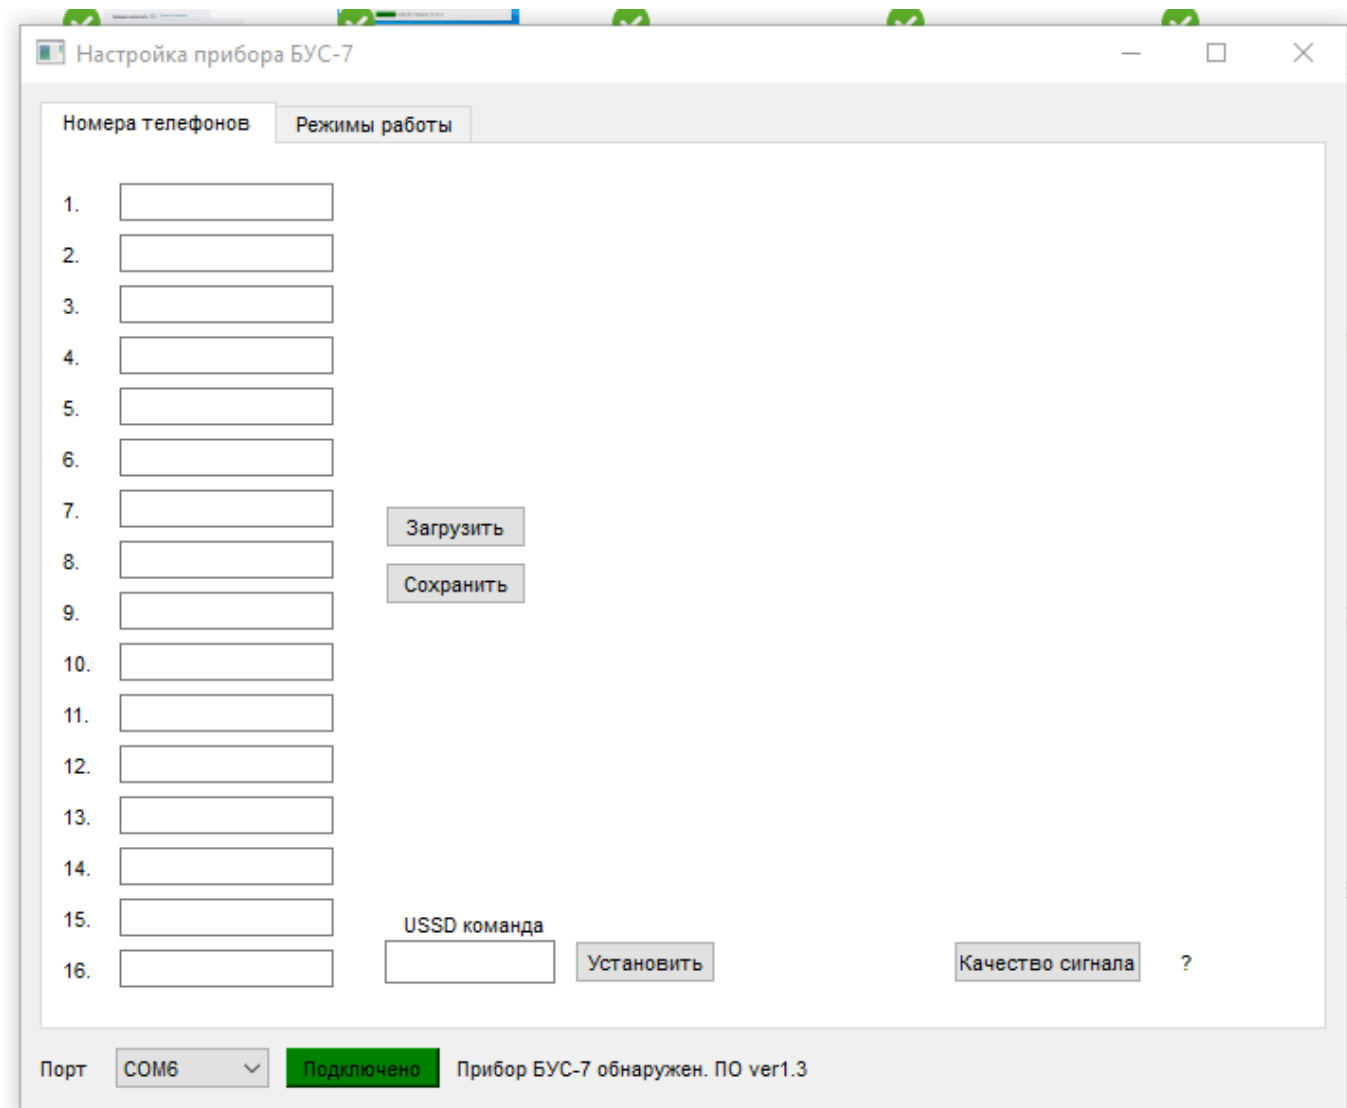 Настройка прибора БУС-7
Номера телефонов
Режимы работы
1.
2.
3.
4.
5.
6.
7.
Загрузить
8.
Сохранить
9.
10.
11.
12.
13.
14.
15.
USSD команда
16.
Установить
Качество сигнала
?
Порт
COM6
Подключено
Прибор БУС-7 обнаружен. ПО ver1.3